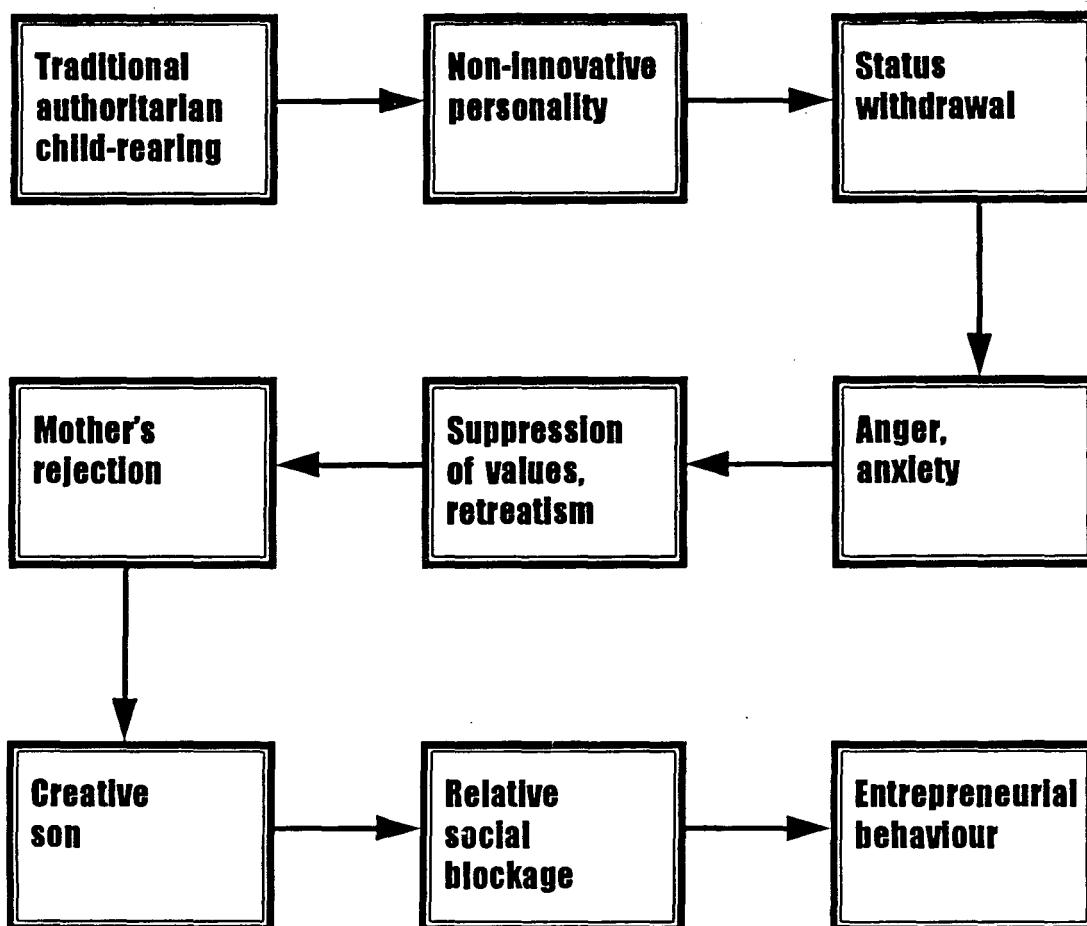 Traditional
authoritarian
child-rearing
Non-innovative
personality
Status
withdrawal
Mother's
rejection
Suppression
of values,
retreatism
Anger,
anxiety
Creative
son
Relative
social
blockage
Entrepreneurial
behaviour